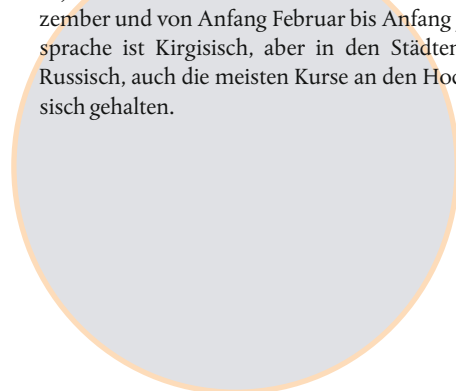 zember und von Anfang Februar bis Anfang
sprache ist Kirgisisch, aber in den Städten
Russisch, auch die meisten Kurse an den Hoc
sisch gehalten.